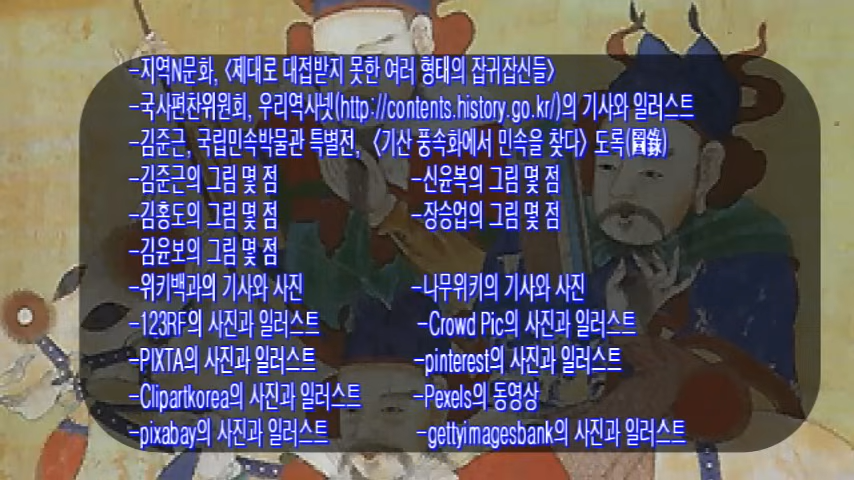 -지역N문화, <제대로 대접받지 못한 여러 형태의 잡귀잡신들>
-국사편찬위원회, 우리역사넷(http://contents.history.go.kr/)의 기사와 일러스트
-김준근, 국립민속박물관 특별전, <기산 풍속화에서 민속을 찾다> 도록(圖錄)
-김준근의 그림 몇 점 -신윤복의 그림 몇 점
-김홍도의 그림 몇 점 -장승업의 그림 몇 점
-김윤보의 그림 몇 점
-위키백과의 기사와 사진 -나무위키의 기사와 사진
-123RF의 사진과 일러스트 -Crowd Pic의 사진과 일러스트
-PIXTA의 사진과 일러스트 -pinterest의 사진과 일러스트
-Clipartkorea의 사진과 일러스트 -Pexels의 동영상
-pixabay의 사진과 일러스트 -gettyimagesbank의 사진과 일러스트